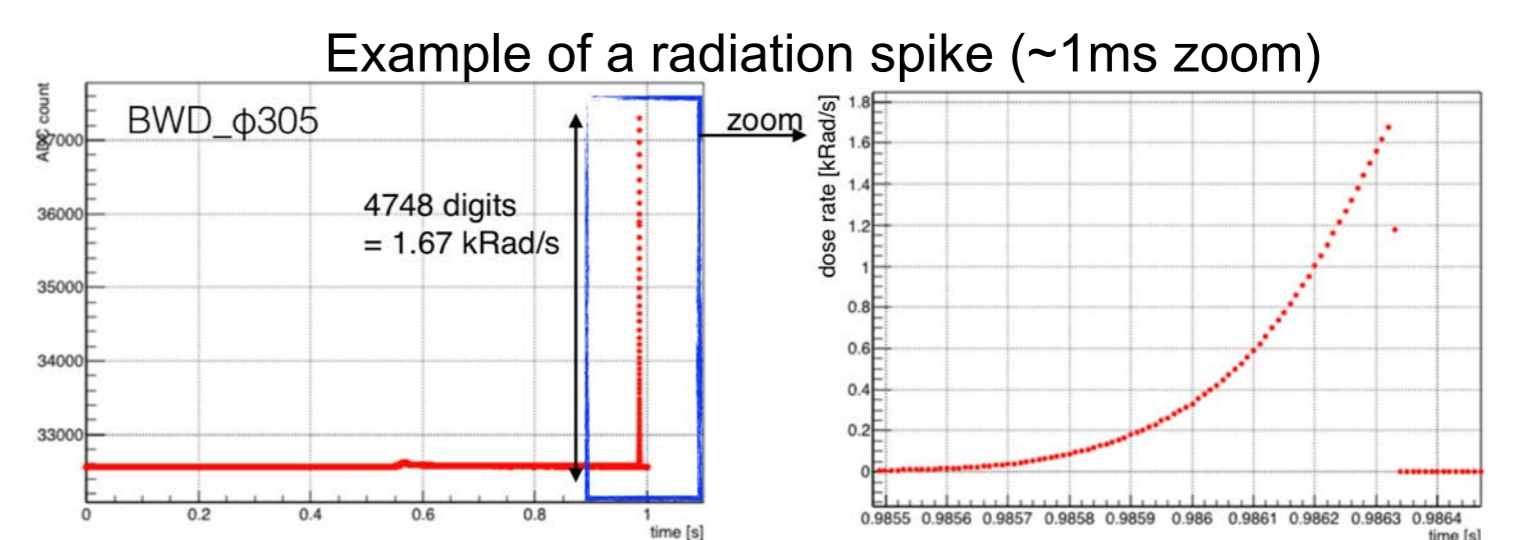 Example of a radiation spike (~1ms zoom)
ADC count
BWD_ϕ305
37000
36000
35000
34000
33000
4748 digits
= 1.67 kRad/s
0 0.2 0.4 0.6 0.8 1
time [s]
zoom
dose rate [kRad/s]
1.8
1.6
1.4
1.2
1
0.8
0.6
0.4
0.2
0
0.9855 0.9856 0.9857 0.9858 0.9859 0.986 0.9861 0.9862 0.9863 0.9864
time [s]